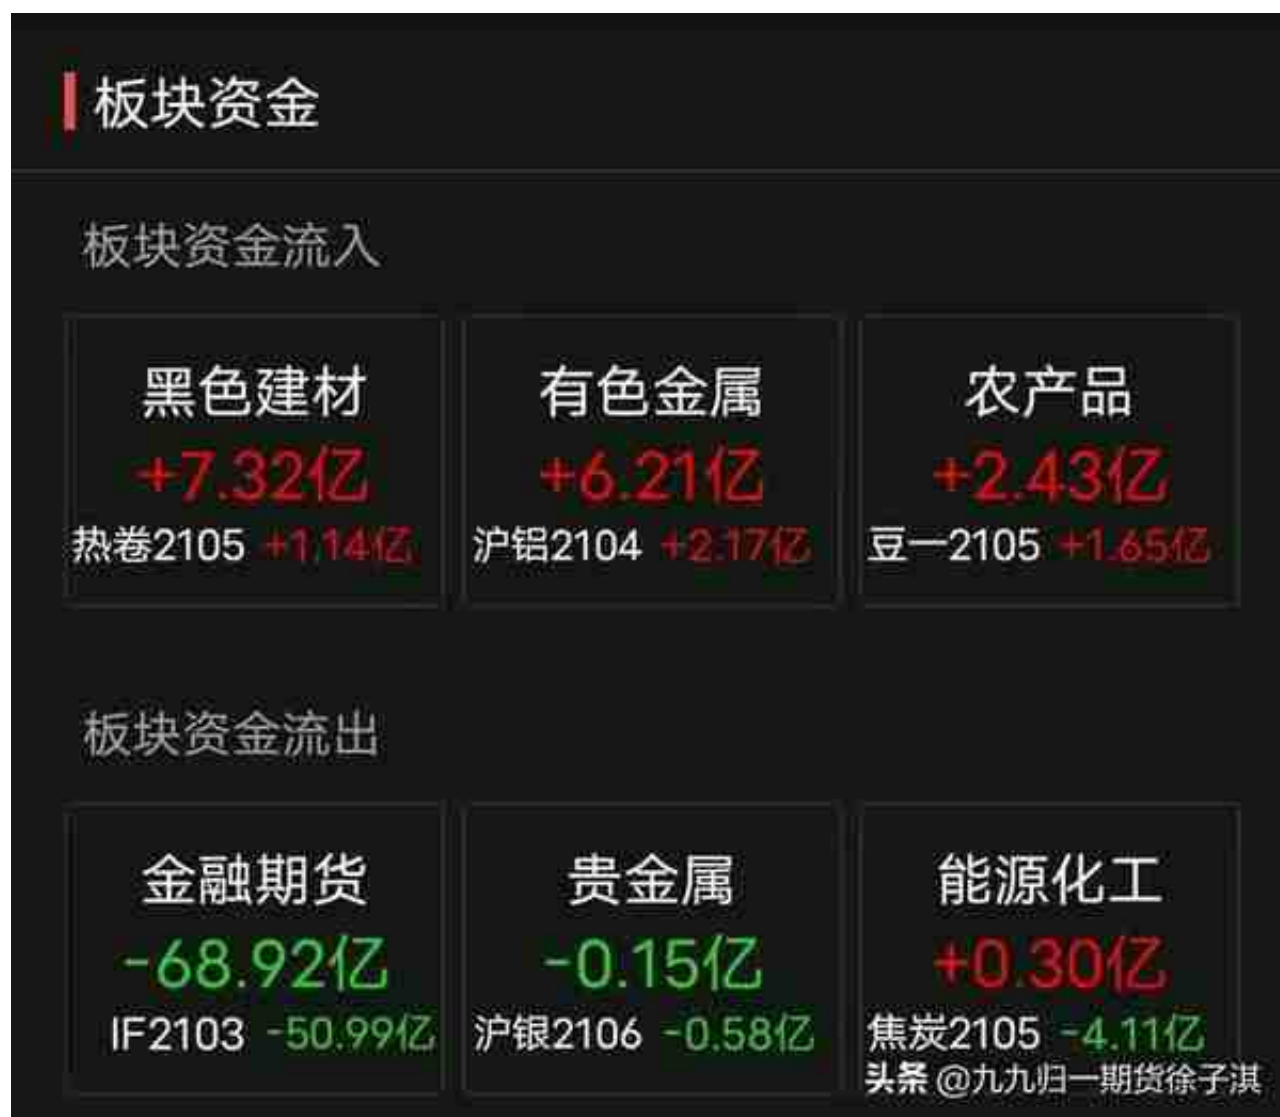 板块资金
板块资金流入
黑色建材
+7.32亿
热卷2105 +1.14亿
有色金属
+6.21亿
沪铝2104 +2.17亿
农产品
+2.43亿
豆一2105 +1.65亿
板块资金流出
金融期货
-68.92亿
IF2103 -50.99亿
贵金属
-0.15亿
沪银2106 -0.58亿
能源化工
+0.30亿
焦炭2105 -4.11亿
头条 @九九归一期货徐子淇